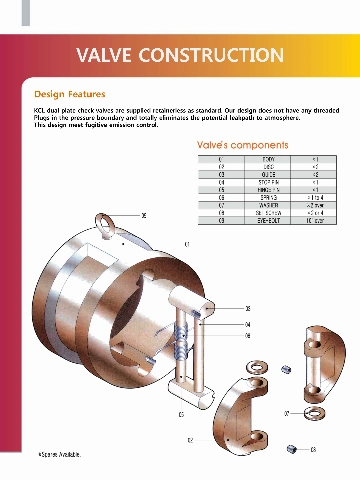 VALVE CONSTRUCTION
Design Features
KCL dual plate check valves are supplied retainerless as standard. Our design does not have any threaded
Plugs in the pressure boundary and totally eliminates the potential leakpath to atmosphere.
This design meet fugitive emission control.
Valve's components
01 BODY ×1
02 DISC ×2
03 GUIDE ×2
04 STOP PIN ×1
05 HINGE PIN ×1
06 SPRING ×1 to 4
07 WASHER ×2 over
08 SET SCREW ×2 or 4
09 EYE-BOLT 10" over
09
01
03
04
06
05
07
02
08
※Spares Available.